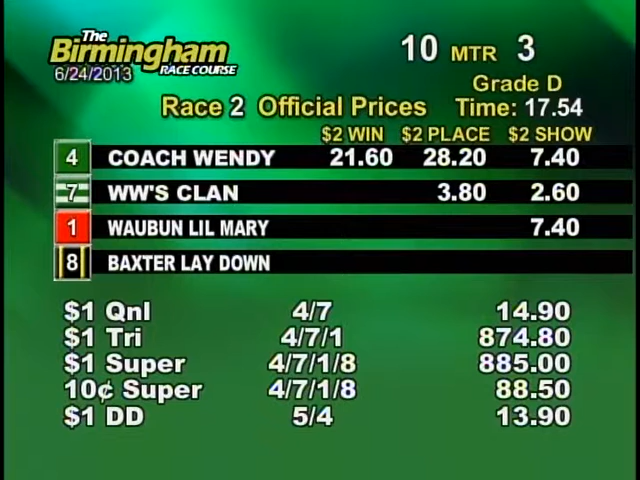 The
Birmingham
RACE COURSE
6/24/2013
10 MTR 3
Grade D
Race 2 Official Prices Time: 17.54
$2 WIN $2 PLACE $2 SHOW
4 COACH WENDY 21.60 28.20 7.40
7 WW'S CLAN 3.80 2.60
1 WAUBUN LIL MARY 7.40
8 BAXTER LAY DOWN
$1 Qnl 4/7 14.90
$1 Tri 4/7/1 874.80
$1 Super 4/7/1/8 885.00
10¢ Super 4/7/1/8 88.50
$1 DD 5/4 13.90